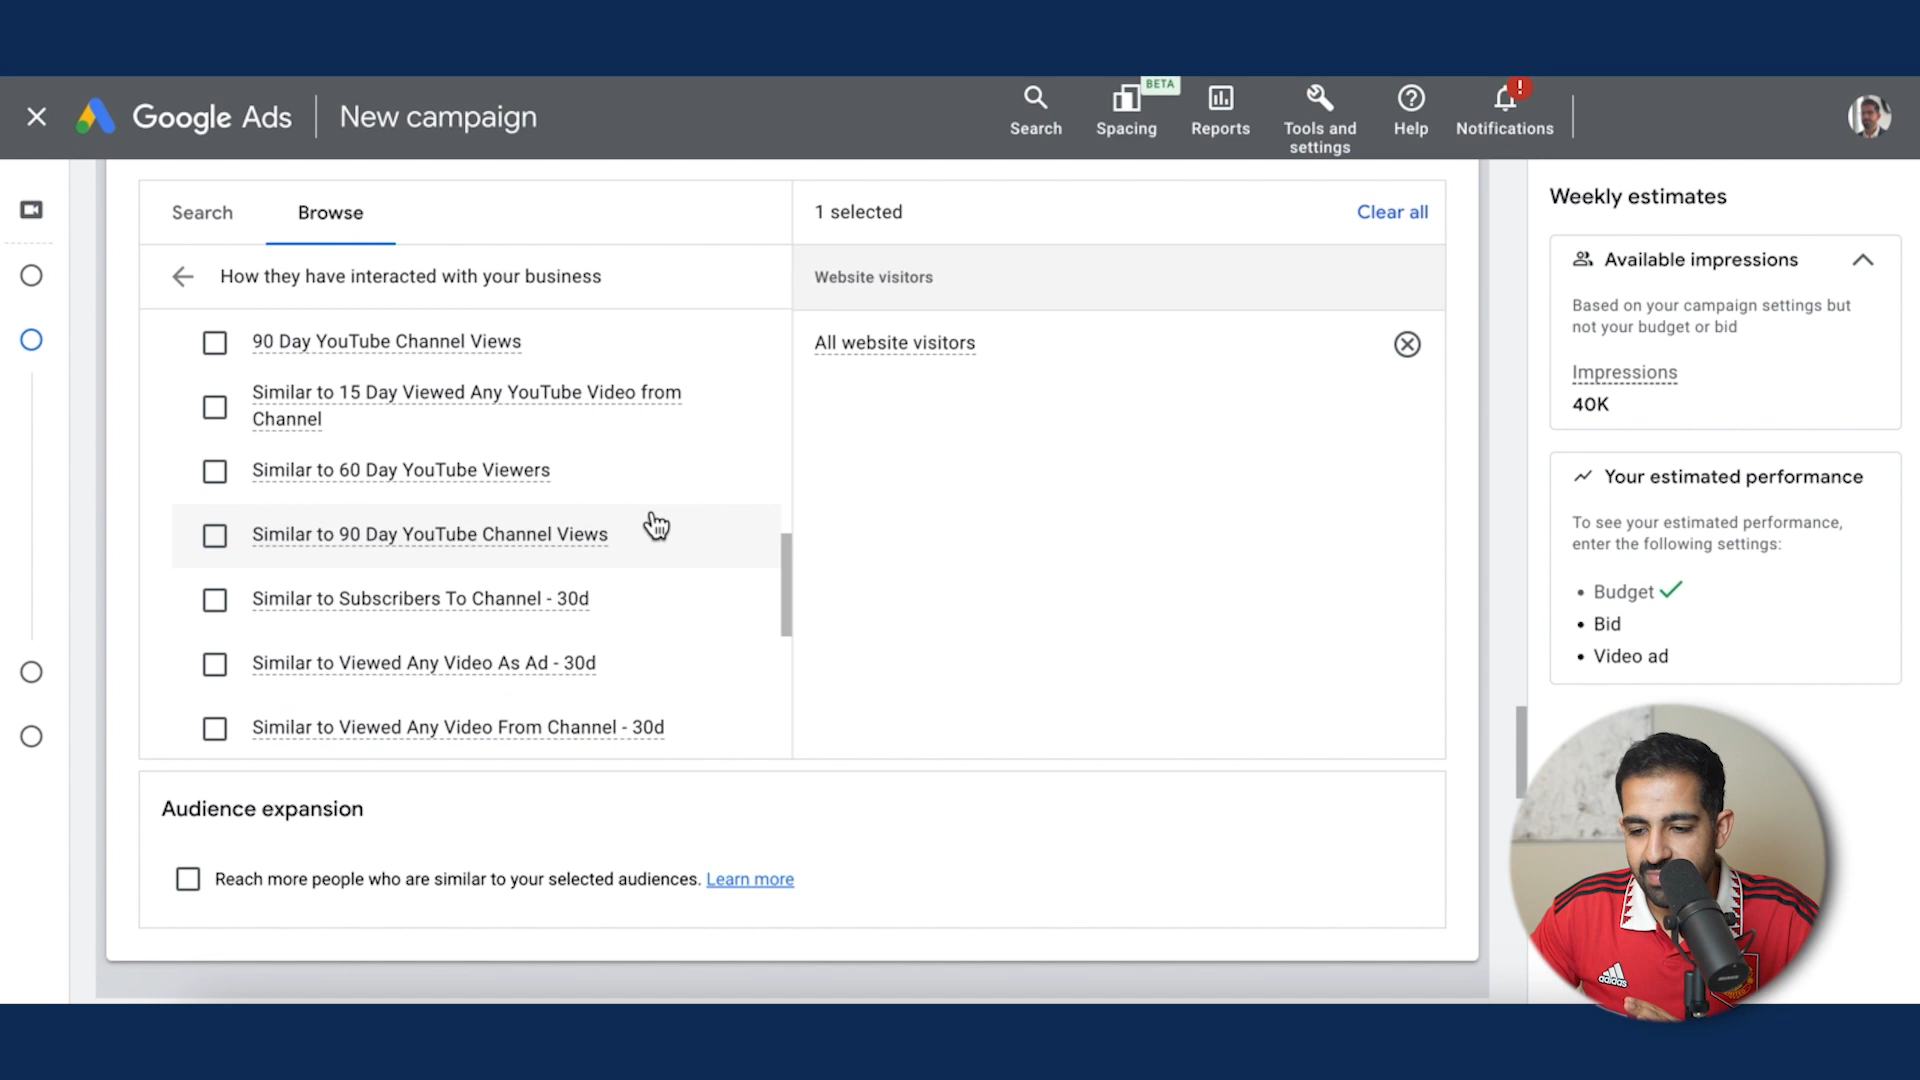 Google Ads
New campaign
Search
BETA
Spacing
Reports
Tools and
settings
Help
!
Notifications
Search
Browse
1 selected
Clear all
How they have interacted with your business
Website visitors
90 Day YouTube Channel Views
All website visitors
Similar to 15 Day Viewed Any YouTube Video from
Channel
Similar to 60 Day YouTube Viewers
Similar to 90 Day YouTube Channel Views
Similar to Subscribers To Channel - 30d
Similar to Viewed Any Video As Ad - 30d
Similar to Viewed Any Video From Channel - 30d
Audience expansion
Reach more people who are similar to your selected audiences. Learn more
Weekly estimates
Available impressions
Based on your campaign settings but
not your budget or bid
Impressions
40K
Your estimated performance
To see your estimated performance,
enter the following settings:
• Budget
• Bid
• Video ad
adidas